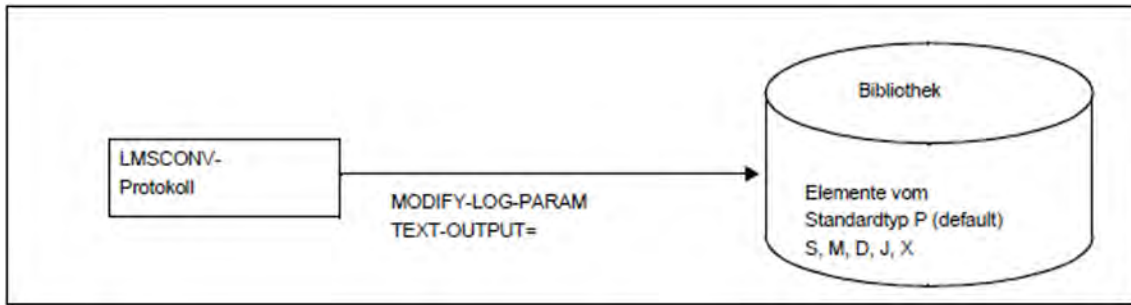 Bibliothek
LMSCONV-
Protokoll
MODIFY-LOG-PARAM
TEXT-OUTPUT=
Elemente vom
Standardtyp P (default)
S, M, D, J, X